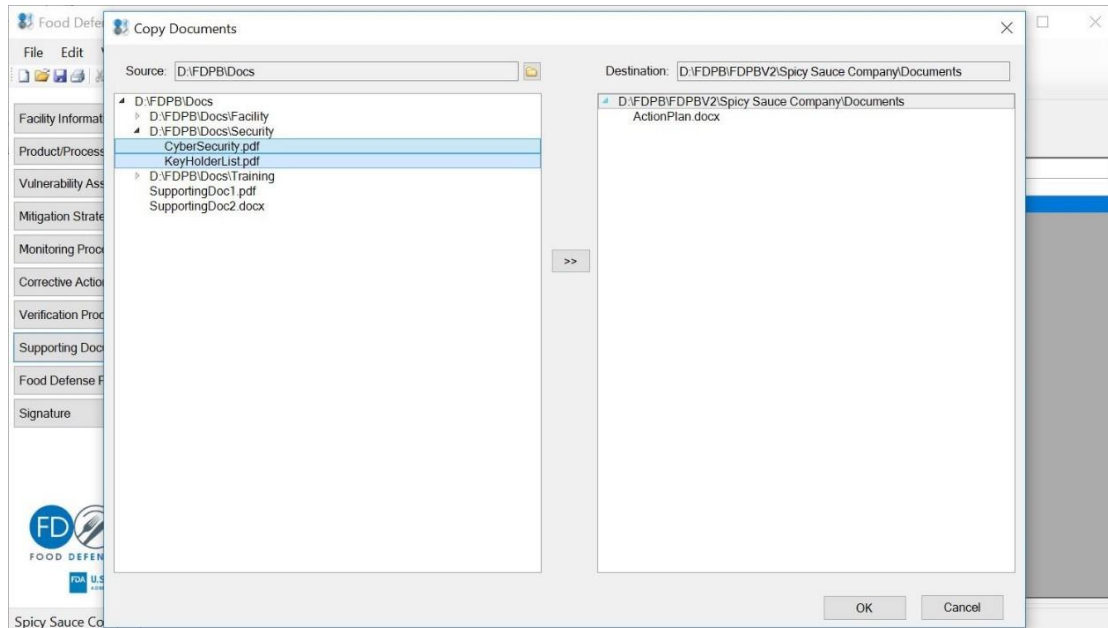 Food Defe
Copy Documents
File Edit
Source: D:\FDPB\Docs
Destination: D:\FDPB\FDPBV2\Spicy Sauce Company\Documents
D:\FDPB\Docs
D:\FDPB\Docs\Facility
D:\FDPB\Docs\Security
CyberSecurity.pdf
KeyHolderList.pdf
D:\FDPB\Docs\Training
SupportingDoc1.pdf
SupportingDoc2.docx
>>
D:\FDPB\FDPBV2\Spicy Sauce Company\Documents
ActionPlan.docx
Facility Informat
Product/Process
Vulnerability Ass
Mitigation Strate
Monitoring Proc
Corrective Actio
Verification Proc
Supporting Doc
Food Defense P
Signature
FD
FOOD DEFEN
FDA U.S
OK Cancel
Spicy Sauce Co